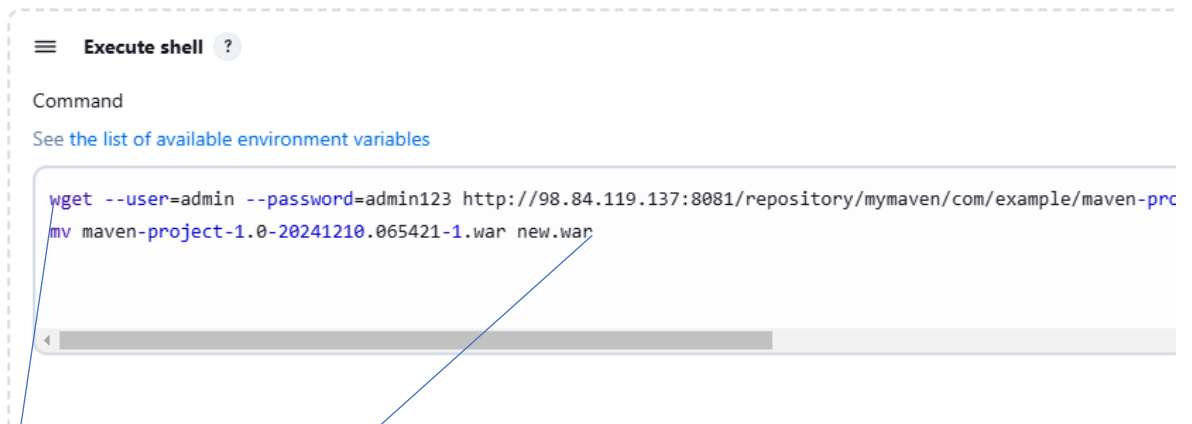 Execute shell ?
Command
See the list of available environment variables
wget --user=admin --password=admin123 http://98.84.119.137:8081/repository/mymaven/com/example/maven-pro
mv maven-project-1.0-20241210.065421-1.war new.war